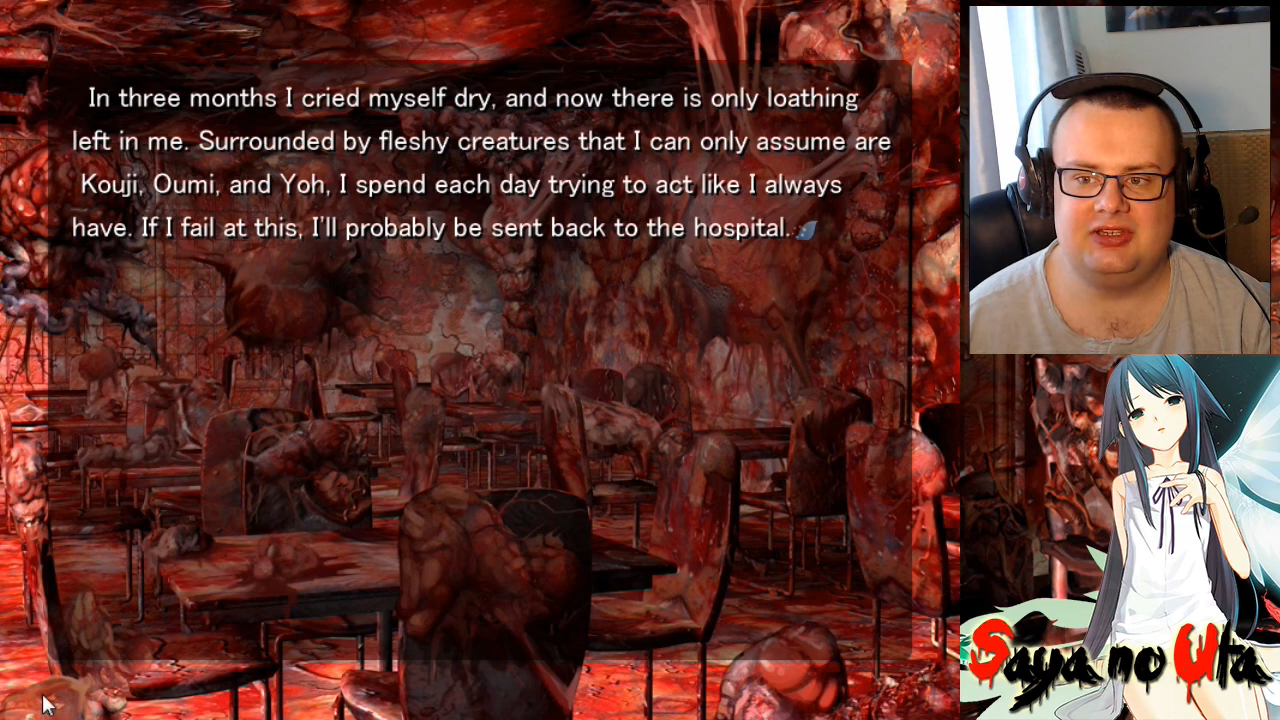 In three months I cried myself dry, and now there is only loathing
left in me. Surrounded by fleshy creatures that I can only assume are
Kouji, Oumi, and Yoh, I spend each day trying to act like I always
have. If I fail at this, I'll probably be sent back to the hospital.
Saya no Uta